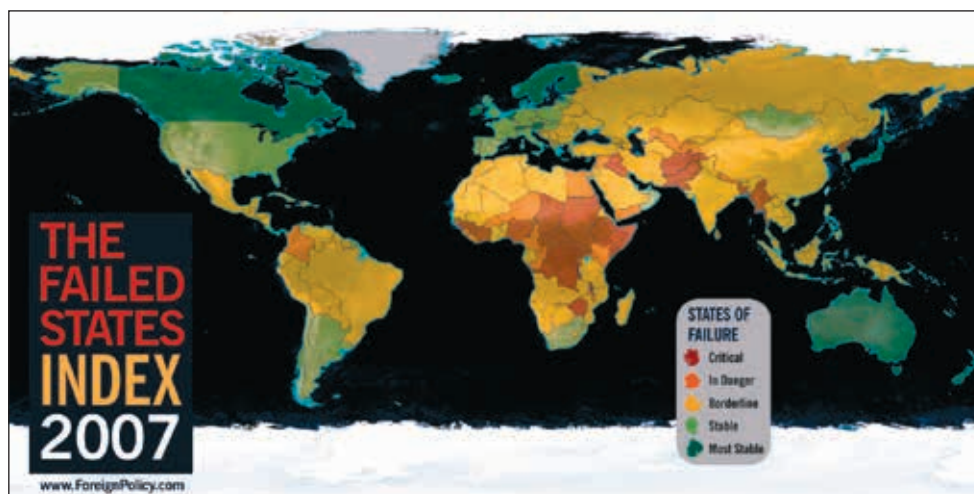 THE
FAILED
STATES
INDEX
2007
www.ForeignPolicy.com
STATES OF
FAILURE
Critical
In Danger
Borderline
Stable
Most Stable